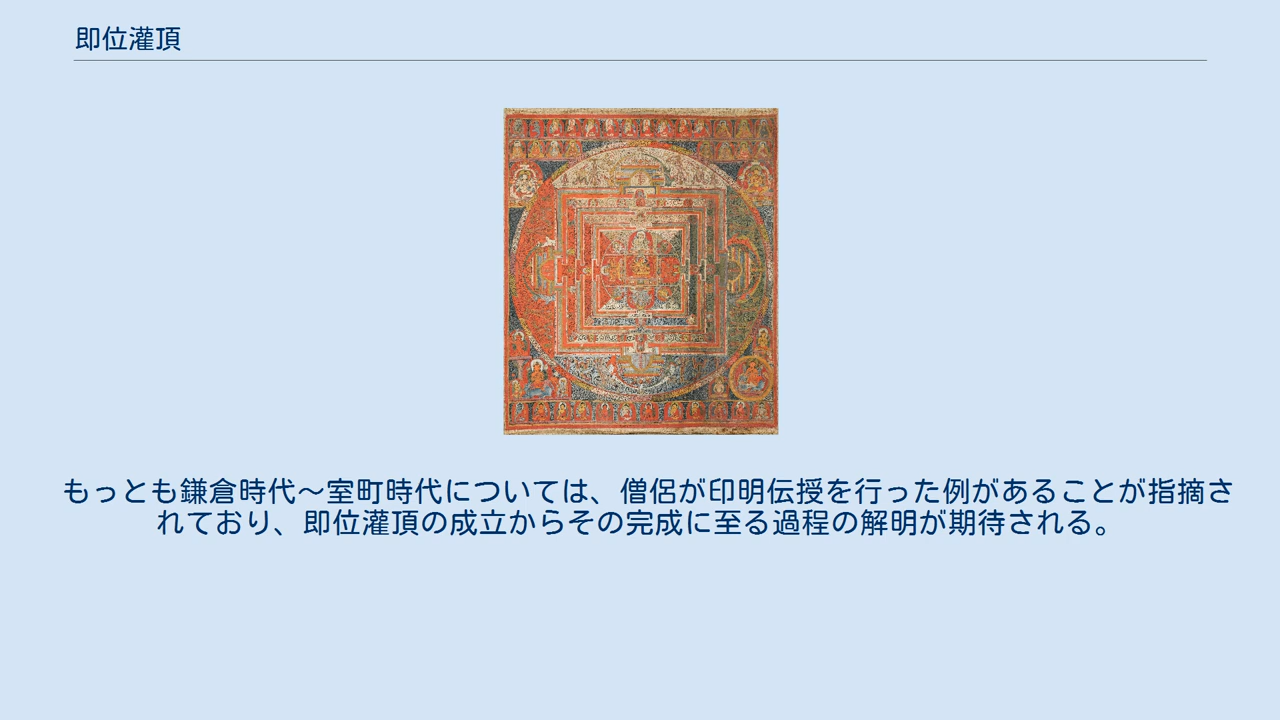 即位灌頂
もっとも鎌倉時代～室町時代については、僧侶が印明伝授を行った例があることが指摘さ
れており、即位灌頂の成立からその完成に至る過程の解明が期待される。